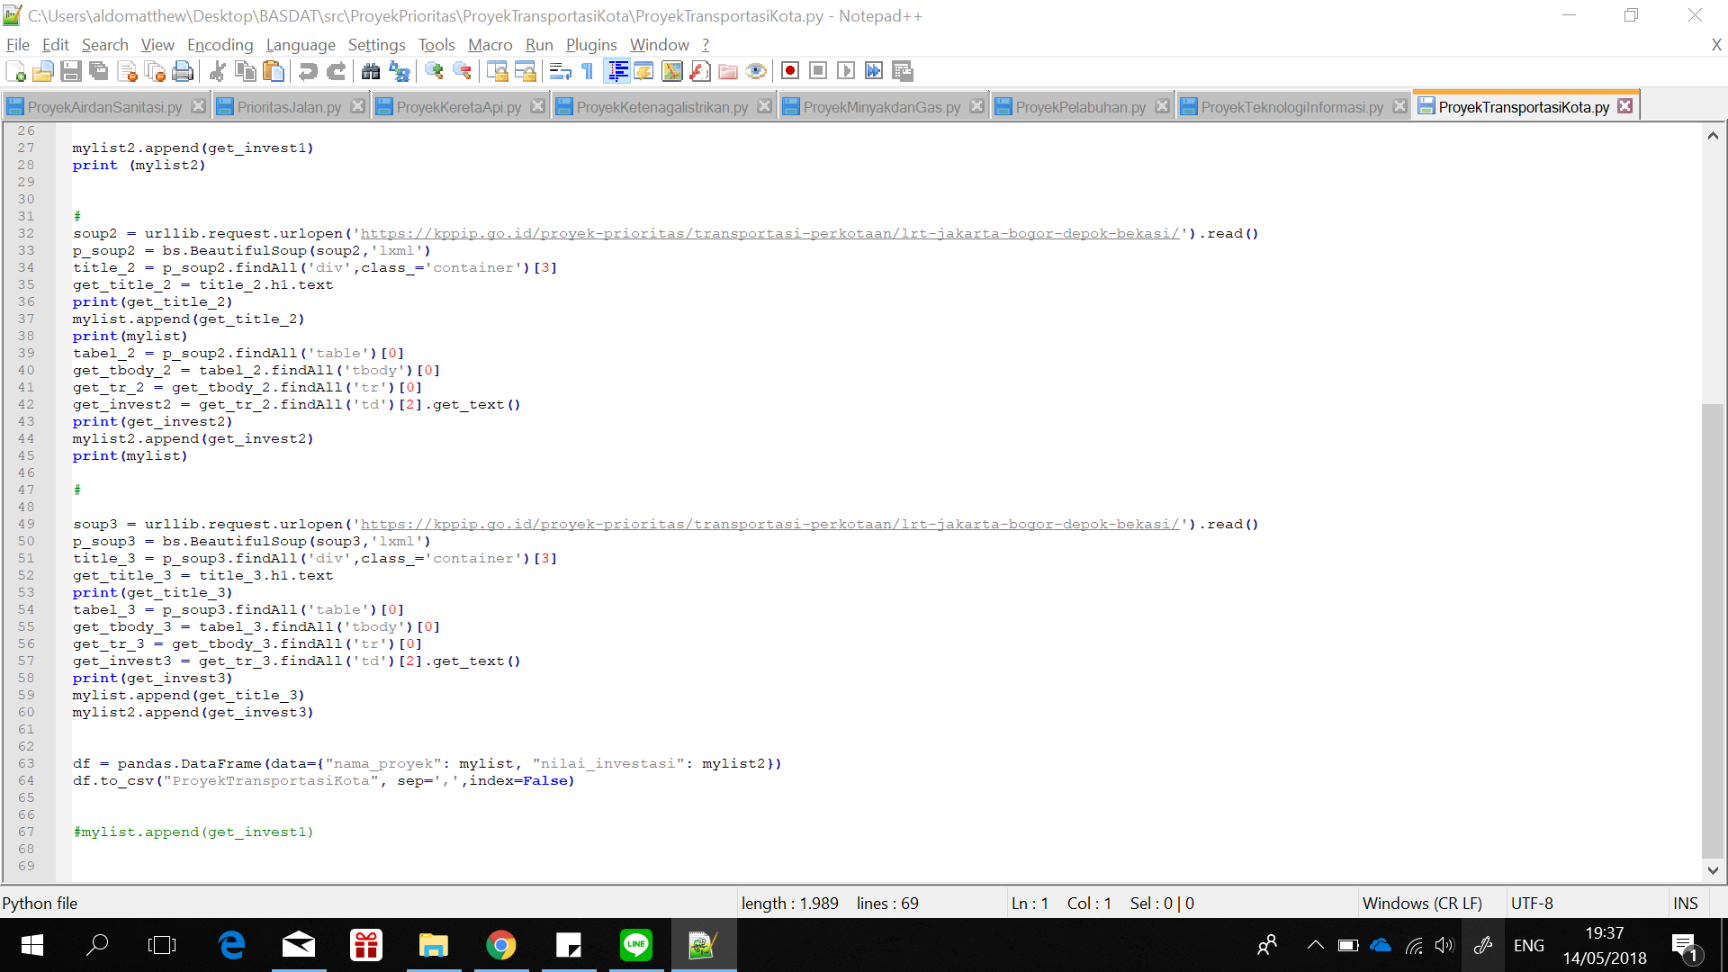 C:\Users\aldomatthew\Desktop\BASDAT\src\ProyekPrioritas\ProyekTransportasiKota\ProyekTransportasiKota.py - Notepad++
File Edit Search View Encoding Language Settings Tools Macro Run Plugins Window ? X
ProyekAirdanSanitasi.py PrioritasJalan.py ProyekKeretaApi.py ProyekKetenagalistrikan.py ProyekMinyakdanGas.py ProyekPelabuhan.py ProyekTeknologiInformasi.py ProyekTransportasiKota.py
26
27 mylist2.append(get_invest1)
28 print (mylist2)
29
30
31 #
32 soup2 = urllib.request.urlopen('https://kppip.go.id/proyek-prioritas/transportasi-perkotaan/lrt-jakarta-bogor-depok-bekasi/').read()
33 p_soup2 = bs.BeautifulSoup(soup2,'lxml')
34 title_2 = p_soup2.findAll('div',class_='container')[3]
35 get_title_2 = title_2.h1.text
36 print(get_title_2)
37 mylist.append(get_title_2)
38 print(mylist)
39 tabel_2 = p_soup2.findAll('table')[0]
40 get_tbody_2 = tabel_2.findAll('tbody')[0]
41 get_tr_2 = get_tbody_2.findAll('tr')[0]
42 get_invest2 = get_tr_2.findAll('td')[2].get_text()
43 print(get_invest2)
44 mylist2.append(get_invest2)
45 print(mylist)
46
47 #
48
49 soup3 = urllib.request.urlopen('https://kppip.go.id/proyek-prioritas/transportasi-perkotaan/lrt-jakarta-bogor-depok-bekasi/').read()
50 p_soup3 = bs.BeautifulSoup(soup3,'lxml')
51 title_3 = p_soup3.findAll('div',class_='container')[3]
52 get_title_3 = title_3.h1.text
53 print(get_title_3)
54 tabel_3 = p_soup3.findAll('table')[0]
55 get_tbody_3 = tabel_3.findAll('tbody')[0]
56 get_tr_3 = get_tbody_3.findAll('tr')[0]
57 get_invest3 = get_tr_3.findAll('td')[2].get_text()
58 print(get_invest3)
59 mylist.append(get_title_3)
60 mylist2.append(get_invest3)
61
62
63 df = pandas.DataFrame(data={"nama_proyek": mylist, "nilai_investasi": mylist2})
64 df.to_csv("ProyekTransportasiKota", sep=',',index=False)
65
66
67 #mylist.append(get_invest1)
68
69
Python file length : 1.989 lines : 69 Ln : 1 Col : 1 Sel : 0 | 0 Windows (CR LF) UTF-8 INS
LINE ENG 19:37
14/05/2018 1